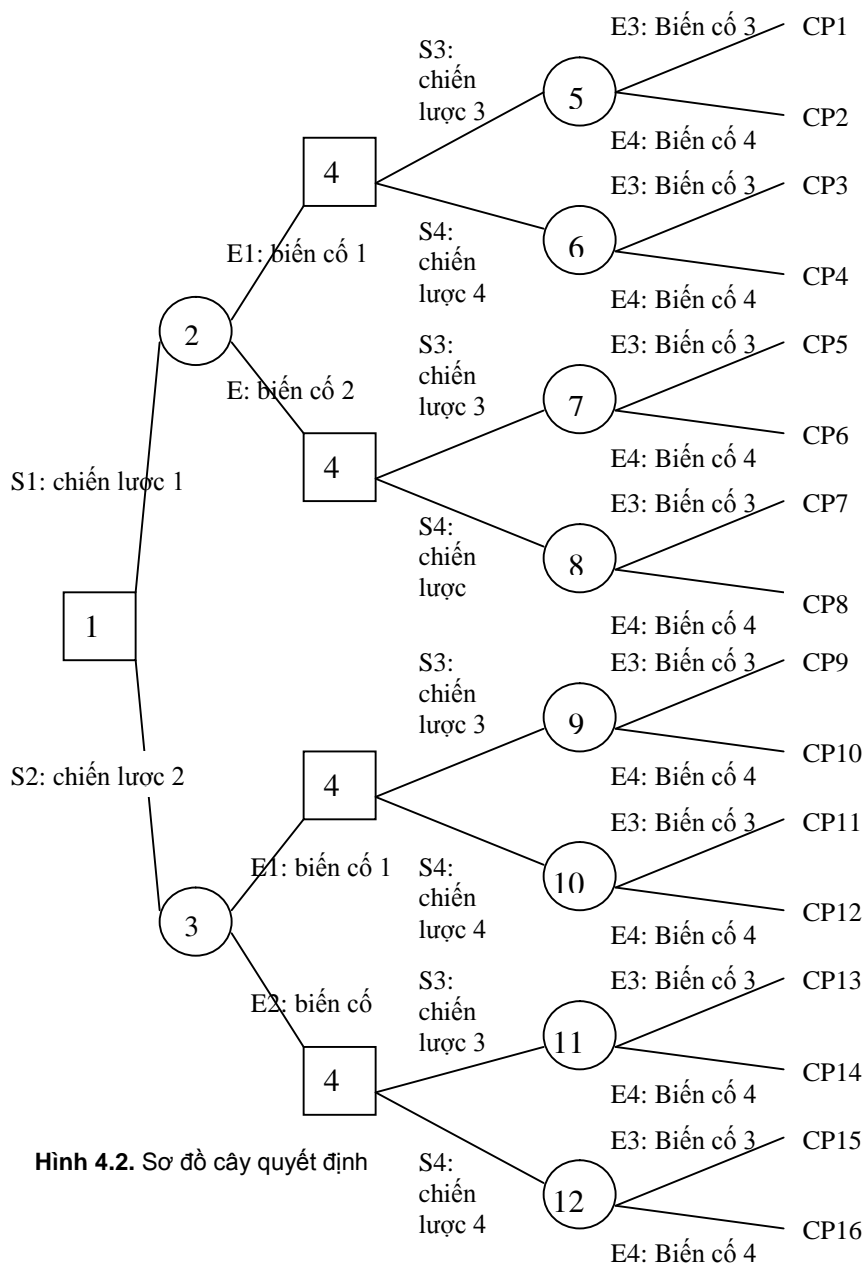 E3: Biến cố 3
CP1
S3:
chiến
lược 3
5
CP2
E4: Biến cố 4
4
E3: Biến cố 3
CP3
S4:
chiến
lược 4
6
E1: biến cố 1
CP4
E4: Biến cố 4
2
S3:
chiến
lược 3
E3: Biến cố 3
CP5
E: biến cố 2
7
CP6
4
E4: Biến cố 4
S1: chiến lược 1
E3: Biến cố 3
CP7
S4:
chiến
lược
8
CP8
1
E4: Biến cố 4
S3:
chiến
lược 3
E3: Biến cố 3
CP9
9
CP10
S2: chiến lược 2
4
E4: Biến cố 4
E3: Biến cố 3
CP11
E1: biến cố 1
S4:
chiến
lược 4
10
CP12
3
E4: Biến cố 4
S3:
chiến
lược 3
E3: Biến cố 3
CP13
E2: biến cố
11
CP14
4
E4: Biến cố 4
E3: Biến cố 3
CP15
Hình 4.2. Sơ đồ cây quyết định
S4:
chiến
lược 4
12
CP16
E4: Biến cố 4